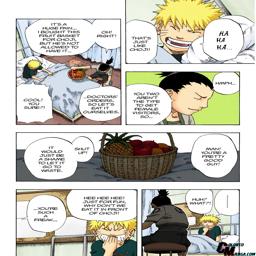 HA
HA
HA...
THAT'S
JUST LIKE
CHOJI!
OH!
RIGHT!
IT'S A
HUGE PAIN...
I BOUGHT THIS
FRUIT BASKET
FOR CHOJI,
BUT HE'S NOT
ALLOWED TO
HAVE IT...
HMPH...
YOU TWO
AREN'T THE
TYPE TO GET
FEMALE
VISITORS,
SO...
...DOCTORS'
ORDERS.
SO LET'S
EAT IT
OURSELVES.
COOL!
YOU
SURE?!
MAN!
YOU'RE A
PRETTY
GOOD
GUY!
SHUT
UP!
IT
WOULD
JUST BE
A SHAME
TO LET IT
GO TO
WASTE.
HUH?
WHAT?!
HEE HEE HEE!
JUST FOR FUN,
WHY DON'T WE
EAT IT IN
FRONT OF
CHOJI!
...
...YOU'RE
SUCH
A
FREAK...
COLORED
MANGA.COM